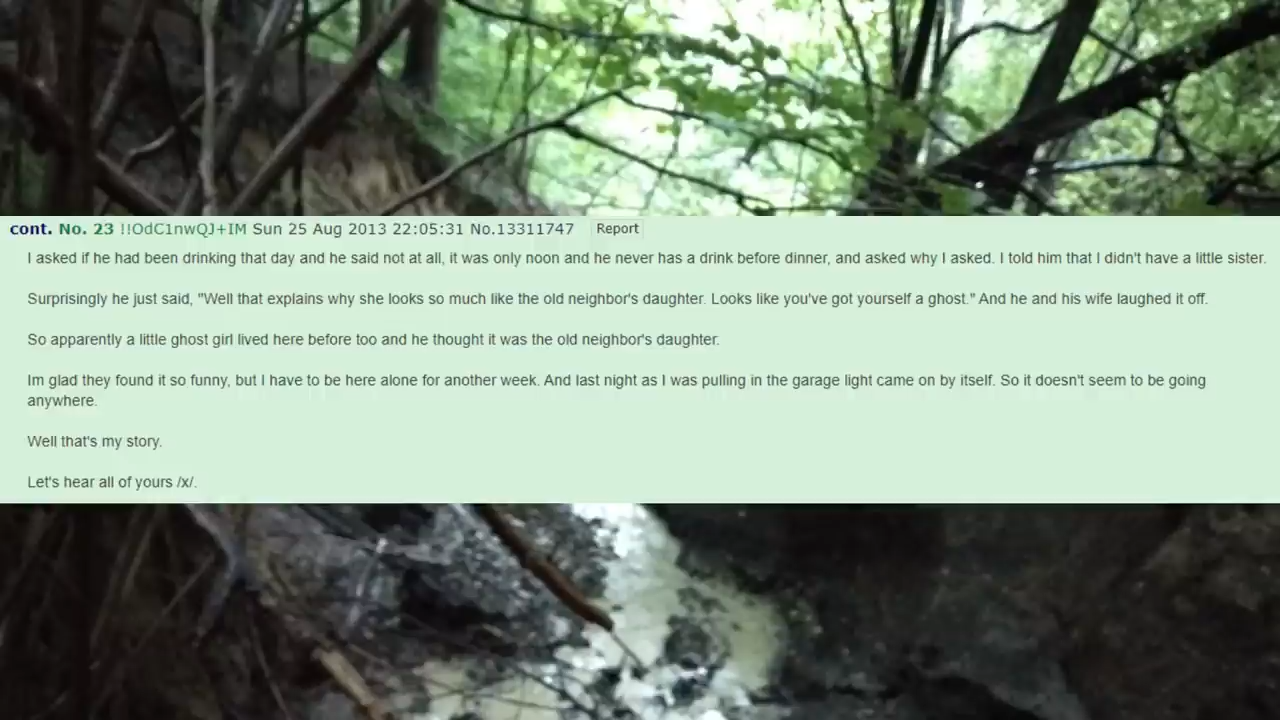 cont. No. 23 !!OdC1nwQJ+IM Sun 25 Aug 2013 22:05:31 No.13311747 Report
I asked if he had been drinking that day and he said not at all, it was only noon and he never has a drink before dinner, and asked why I asked. I told him that I didn't have a little sister.
Surprisingly he just said, "Well that explains why she looks so much like the old neighbor's daughter. Looks like you've got yourself a ghost." And he and his wife laughed it off.
So apparently a little ghost girl lived here before too and he thought it was the old neighbor's daughter.
Im glad they found it so funny, but I have to be here alone for another week. And last night as I was pulling in the garage light came on by itself. So it doesn't seem to be going
anywhere.
Well that's my story.
Let's hear all of yours /x/.